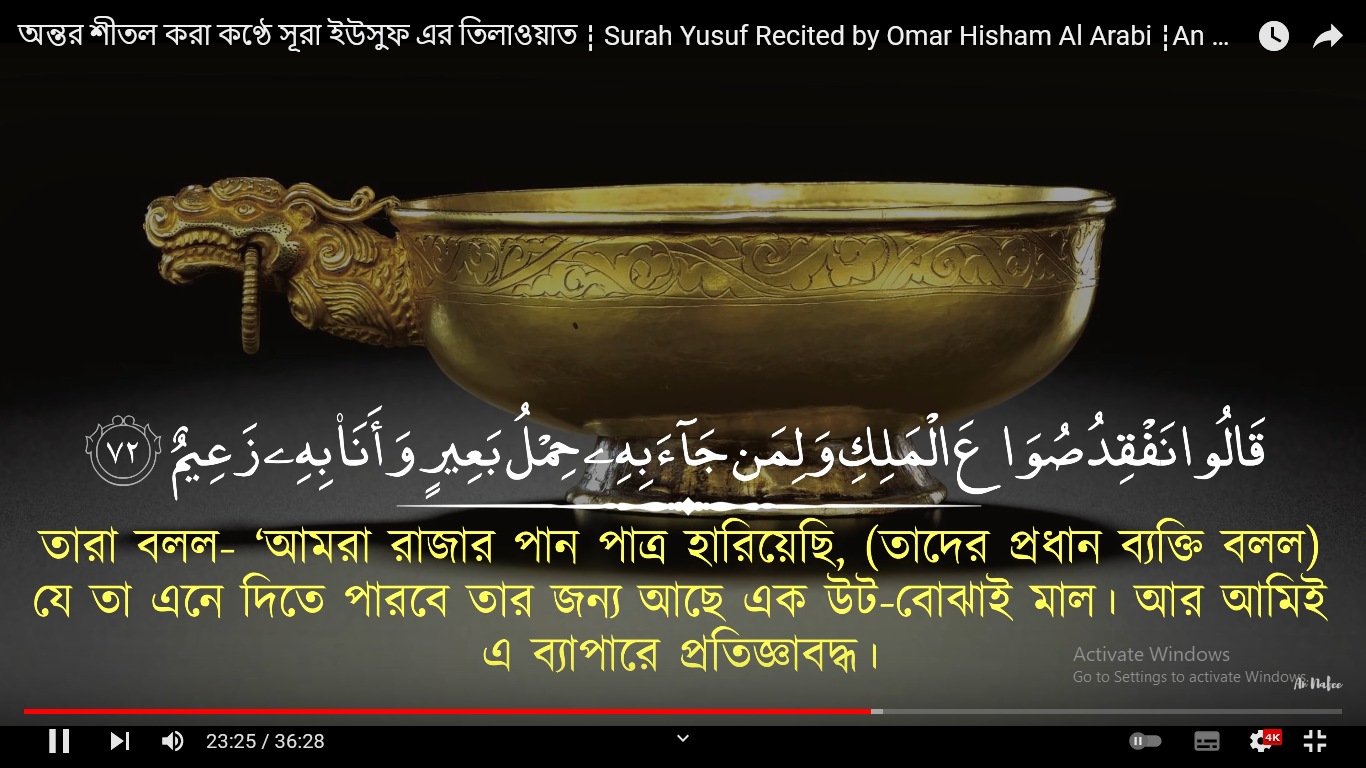 অন্তর শীতল করা কণ্ঠে সূরা ইউসুফ এর তিলাওয়াত ¦ Surah Yusuf Recited by Omar Hisham Al Arabi ¦An ...
قَالُوا نَفْقِدُ صُوَاعَ الْمَلِكِ وَلِمَن جَآءَ بِهِۦ حِمْلُ بَعِيرٍ وَأَنَا۠ بِهِۦ زَعِيمٌ ٧٢
তারা বলল- ‘আমরা রাজার পান পাত্র হারিয়েছি, (তাদের প্রধান ব্যক্তি বলল)
যে তা এনে দিতে পারবে তার জন্য আছে এক উট-বোঝাই মাল। আর আমিই
এ ব্যাপারে প্রতিজ্ঞাবদ্ধ।
Activate Windows
Go to Settings to activate Windows.
An Nafee
23:25 / 36:28
4K